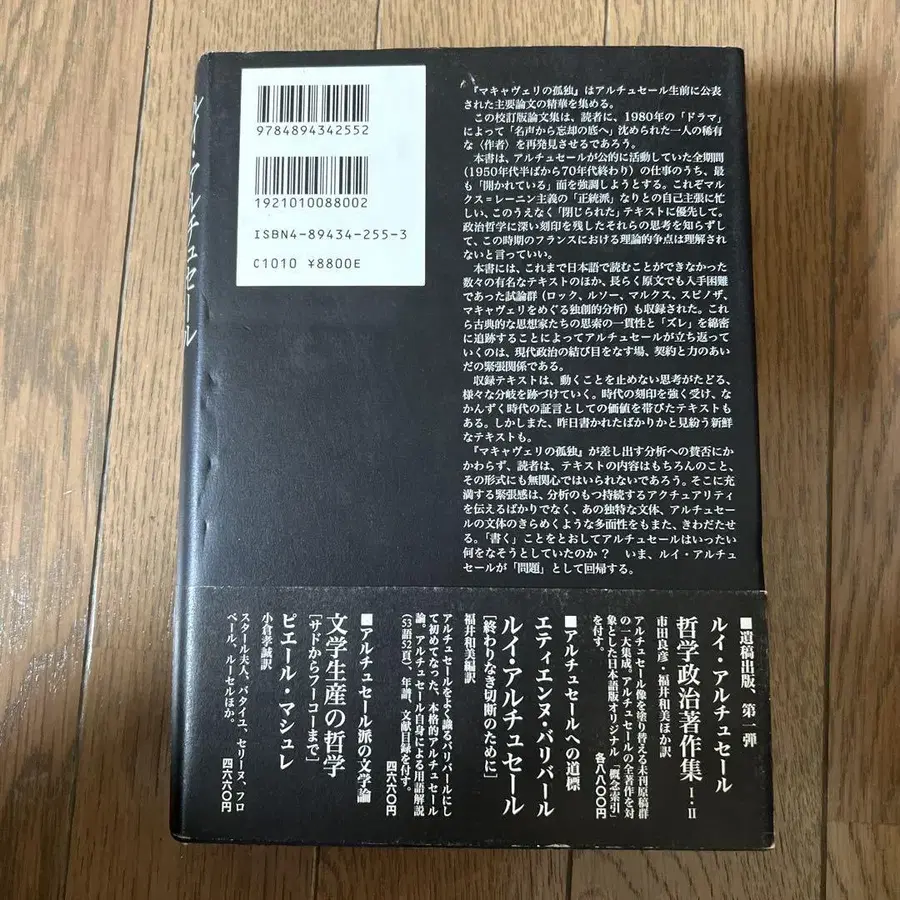 ルイ・アルチュセール
9784894342552
1921010088002
ISBN4-89434-255-3
C1010 ¥8800E
『マキャヴェリの孤独』はアルチュセール生前に公表
された主要論文の精華を集める。
この校訂版論文集は、読者に、1980年の「ドラマ」
によって「名声から忘却の底へ」沈められた一人の稀有
な〈作者〉を再発見させるであろう。
本書は、アルチュセールが公的に活動していた全期間
(1950年代半ばから70年代終わり)の仕事のうち、最
も「開かれている」面を強調しようとする。これぞマル
クス=レーニン主義の「正統派」なりとの自己主張に忙
しい、このうえなく「閉じられた」テキストに優先して。
政治哲学に深い刻印を残したそれらの思考を知らずし
て、この時期のフランスにおける理論的争点は理解され
ないと言っていい。
本書には、これまで日本語で読むことができなかった
数々の有名なテキストのほか、長らく原文でも入手困難
であった試論群(ロック、ルソー、マルクス、スピノザ、
マキャヴェリをめぐる独創的分析)も収録された。これ
ら古典的な思想家たちの思索の一貫性と「ズレ」を綿密
に追跡することによってアルチュセールが立ち返って
いくのは、現代政治の結び目をなす場、契約と力のあい
だの緊張関係である。
収録テキストは、動くことを止めない思考がたどる、
様々な分岐を跡づけていく。時代の刻印を強く受け、な
かんずく時代の証言としての価値を帯びたテキストも
ある。しかしまた、昨日書かれたばかりかと見紛う新鮮
なテキストも。
『マキャヴェリの孤独』が差し出す分析への賛否にか
かわらず、読者は、テキストの内容はもちろんのこと、
その形式にも無関心ではいられないであろう。そこに充
満する緊張感は、分析のもつ持続するアクチュアリティ
を伝えるばかりでなく、あの独特な文体、アルチュセール
の文体のきらめくような多面性をもまた、きわだたせ
る。「書く」ことをとおしてアルチュセールはいったい
何をなそうとしていたのか? いま、ルイ・アルチュ
セールが「問題」として回帰する。
■遺稿出版、第一弾
ルイ・アルチュセール
哲学政治著作集 I・II
市田良彦・福井和美ほか訳
アルチュセール像を塗り替える未刊原稿群
の一大集成。アルチュセールの全著作を対
象とした日本語版オリジナル「概念索引」
を付す。 各八八〇〇円
■アルチュセールへの道標
エティエンヌ・バリバール
ルイ・アルチュセール
［終わりなき切断のために］
福井和美編訳
アルチュセールをよく識るバリバールにし
て初めてなった、本格的アルチュセール
論。アルチュセール自身による用語解説
(53語52頁)、年譜、文献目録を付す。
四六六〇円
■アルチュセール派の文学論
文学生産の哲学
［サドからフーコーまで］
ピエール・マシュレ
小倉孝誠訳
スタール夫人、バタイユ、セリーヌ、フロ
ベール、ルーセルほか。 四六六〇円